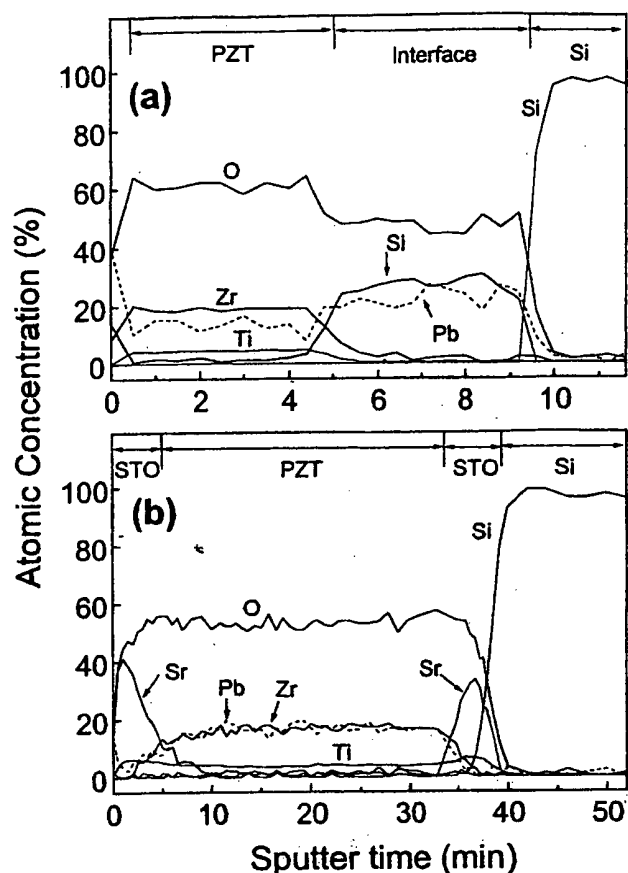 PZT Interface Si
(a)
Si
O
Si
Zr
Pb
Ti
100
80
60
40
20
0
0 2 4 6 8 10
Atomic Concentration (%)
STO PZT STO Si
(b)
Si
O
Sr
Sr
Pb Zr
Ti
100
80
60
40
20
0
0 10 20 30 40 50
Sputter time (min)